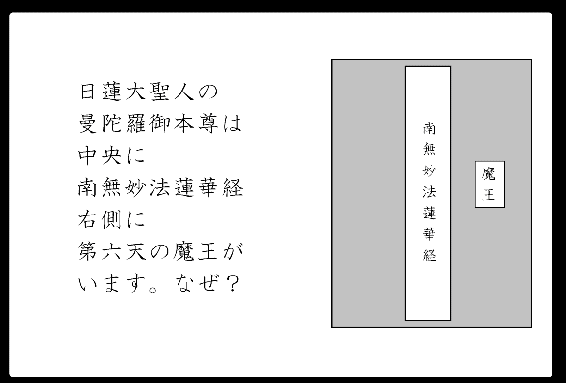 日蓮大聖人の
曼陀羅御本尊は
中央に
南無妙法蓮華経
右側に
第六天の魔王が
います。なぜ？
南無妙法蓮華経
魔王